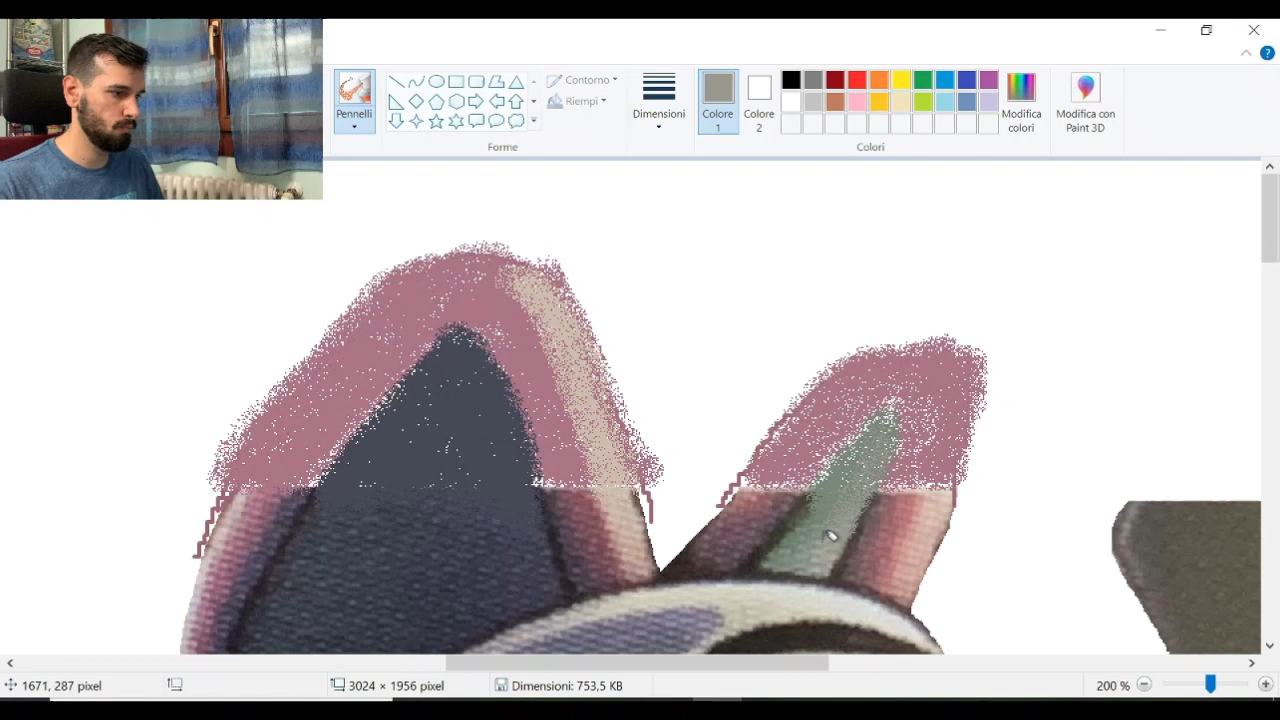 Pennelli
Contorno
Riempi
Forme
Dimensioni
Colore
1
Colore
2
Modifica
colori
Colori
Modifica con
Paint 3D
1671, 287 pixel
3024 × 1956 pixel
Dimensioni: 753,5 KB
200 %